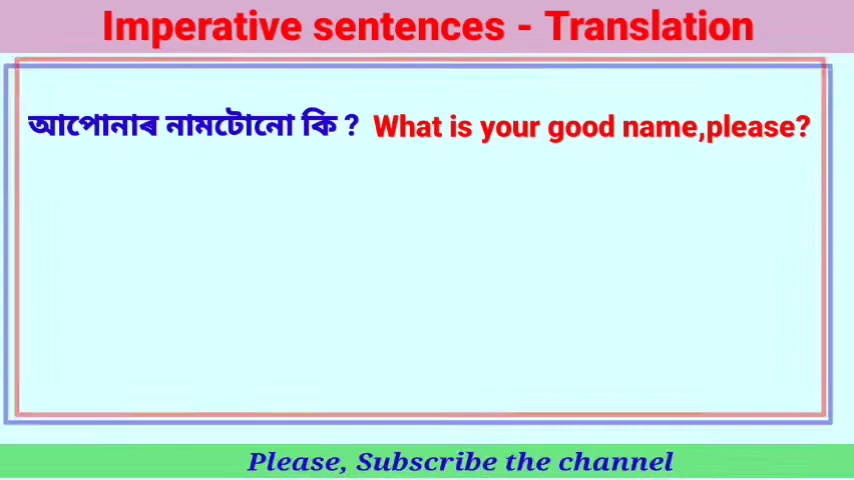 Imperative sentences - Translation
আপোনাৰ নামটোনো কি ? What is your good name,please?
Please, Subscribe the channel